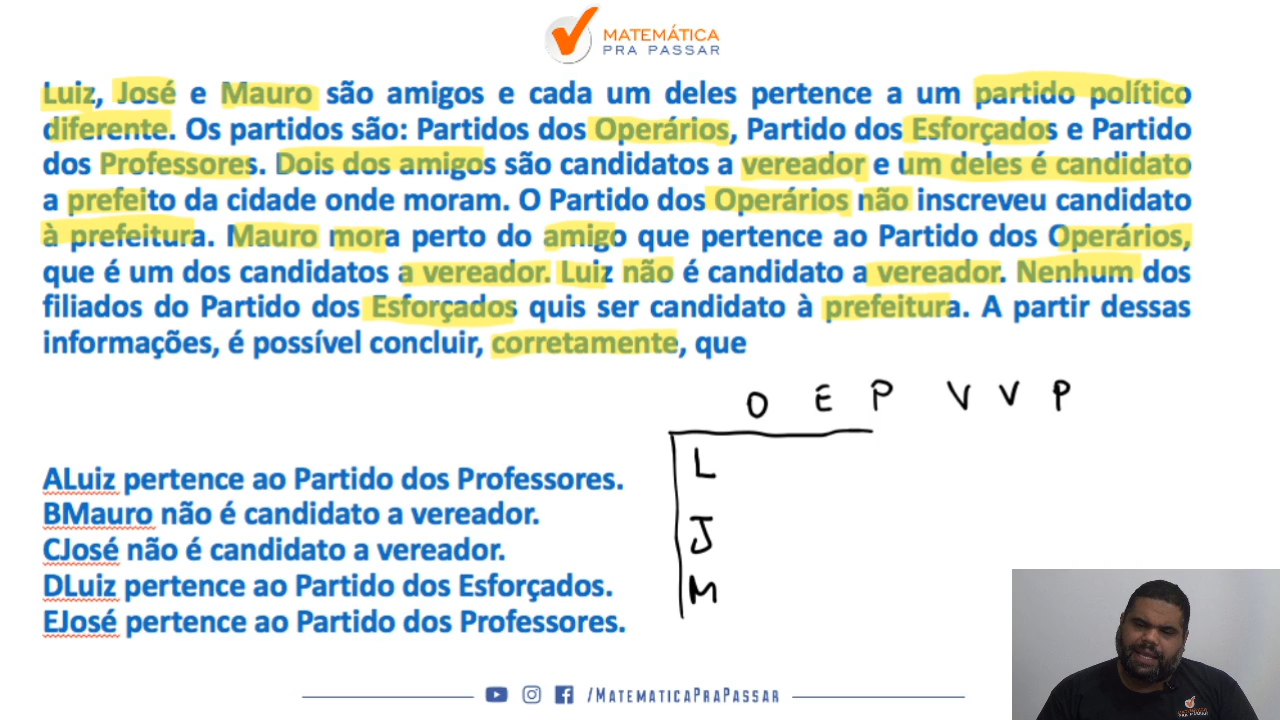 MATEMÁTICA
PRA PASSAR
Luiz, José e Mauro são amigos e cada um deles pertence a um partido político
diferente. Os partidos são: Partidos dos Operários, Partido dos Esforçados e Partido
dos Professores. Dois dos amigos são candidatos a vereador e um deles é candidato
a prefeito da cidade onde moram. O Partido dos Operários não inscreveu candidato
à prefeitura. Mauro mora perto do amigo que pertence ao Partido dos Operários,
que é um dos candidatos a vereador. Luiz não é candidato a vereador. Nenhum dos
filiados do Partido dos Esforçados quis ser candidato à prefeitura. A partir dessas
informações, é possível concluir, corretamente, que
O E P V V P
L
J
M
ALuiz pertence ao Partido dos Professores.
BMauro não é candidato a vereador.
CJosé não é candidato a vereador.
DLuiz pertence ao Partido dos Esforçados.
EJosé pertence ao Partido dos Professores.
/MATEMATICAPRAPASSAR